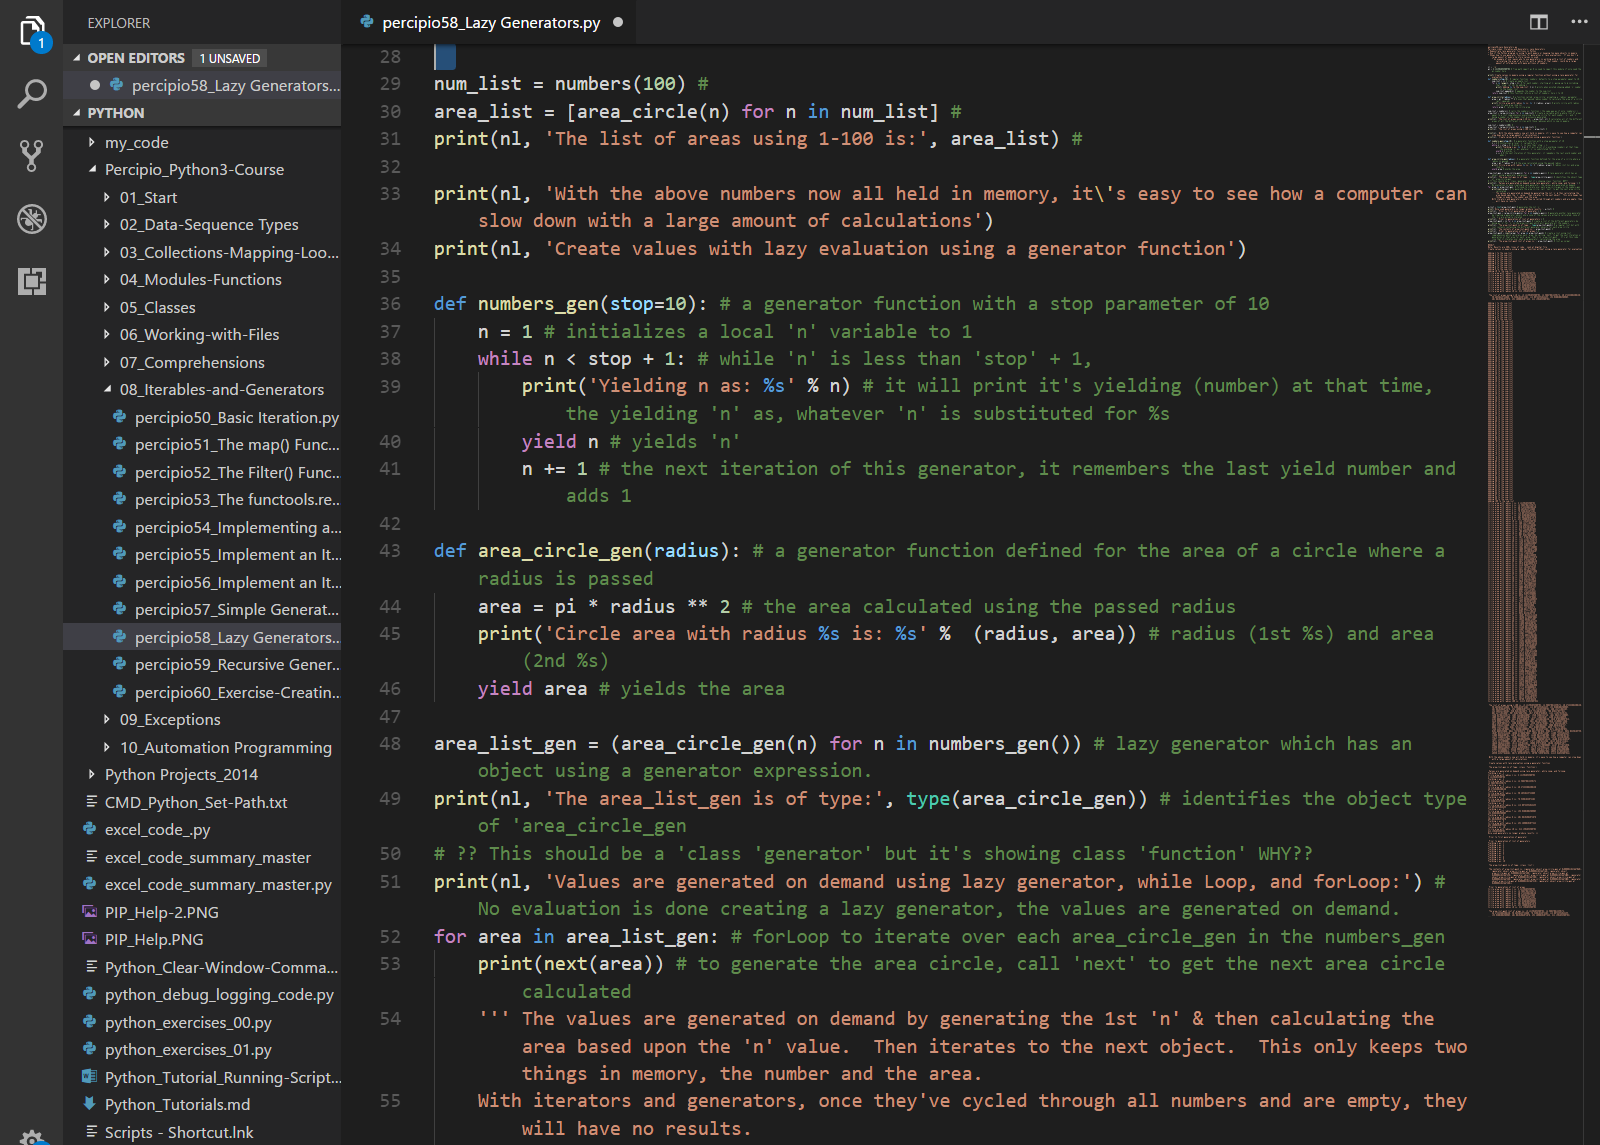 EXPLORER
OPEN EDITORS 1 UNSAVED
percipio58_Lazy Generators...
PYTHON
my_code
Percipio_Python3-Course
01_Start
02_Data-Sequence Types
03_Collections-Mapping-Loo...
04_Modules-Functions
05_Classes
06_Working-with-Files
07_Comprehensions
08_Iterables-and-Generators
percipio50_Basic Iteration.py
percipio51_The map() Func...
percipio52_The Filter() Func...
percipio53_The functools.re...
percipio54_Implementing a...
percipio55_Implement an It...
percipio56_Implement an It...
percipio57_Simple Generat...
percipio58_Lazy Generators...
percipio59_Recursive Gener...
percipio60_Exercise-Creatin...
09_Exceptions
10_Automation Programming
Python Projects_2014
CMD_Python_Set-Path.txt
excel_code_.py
excel_code_summary_master
excel_code_summary_master.py
PIP_Help-2.PNG
PIP_Help.PNG
Python_Clear-Window-Comma...
python_debug_logging_code.py
python_exercises_00.py
python_exercises_01.py
Python_Tutorial_Running-Script...
Python_Tutorials.md
Scripts - Shortcut.lnk
1
percipio58_Lazy Generators.py
28
29 num_list = numbers(100) #
30 area_list = [area_circle(n) for n in num_list] #
31 print(nl, 'The list of areas using 1-100 is:', area_list) #
32
33 print(nl, 'With the above numbers now all held in memory, it\'s easy to see how a computer can
slow down with a large amount of calculations')
34 print(nl, 'Create values with lazy evaluation using a generator function')
35
36 def numbers_gen(stop=10): # a generator function with a stop parameter of 10
37 n = 1 # initializes a local 'n' variable to 1
38 while n < stop + 1: # while 'n' is less than 'stop' + 1,
39 print('Yielding n as: %s' % n) # it will print it's yielding (number) at that time,
the yielding 'n' as, whatever 'n' is substituted for %s
40 yield n # yields 'n'
41 n += 1 # the next iteration of this generator, it remembers the last yield number and
adds 1
42
43 def area_circle_gen(radius): # a generator function defined for the area of a circle where a
radius is passed
44 area = pi * radius ** 2 # the area calculated using the passed radius
45 print('Circle area with radius %s is: %s' %  (radius, area)) # radius (1st %s) and area
(2nd %s)
46 yield area # yields the area
47
48 area_list_gen = (area_circle_gen(n) for n in numbers_gen()) # lazy generator which has an
object using a generator expression.
49 print(nl, 'The area_list_gen is of type:', type(area_circle_gen)) # identifies the object type
of 'area_circle_gen
50 # ?? This should be a 'class 'generator' but it's showing class 'function' WHY??
51 print(nl, 'Values are generated on demand using lazy generator, while Loop, and forLoop:') #
No evaluation is done creating a lazy generator, the values are generated on demand.
52 for area in area_list_gen: # forLoop to iterate over each area_circle_gen in the numbers_gen
53 print(next(area)) # to generate the area circle, call 'next' to get the next area circle
calculated
54 ''' The values are generated on demand by generating the 1st 'n' & then calculating the
area based upon the 'n' value.  Then iterates to the next object.  This only keeps two
things in memory, the number and the area.
55 With iterators and generators, once they've cycled through all numbers and are empty, they
will have no results.